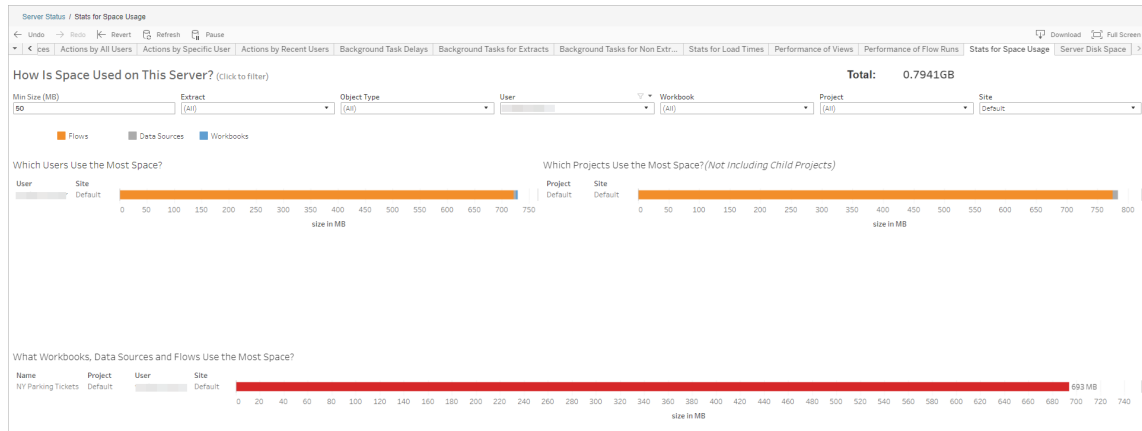 Server Status / Stats for Space Usage
← Undo → Redo Revert Refresh Pause Download Full Screen
ces Actions by All Users Actions by Specific User Actions by Recent Users Background Task Delays Background Tasks for Extracts Background Tasks for Non Extr... Stats for Load Times Performance of Views Performance of Flow Runs Stats for Space Usage Server Disk Space
How Is Space Used on This Server? (Click to filter) Total: 0.7941GB
Min Size (MB) Extract Object Type User Workbook Project Site
50 (All) (All) (All) (All) Default
Flows Data Sources Workbooks
Which Users Use the Most Space? Which Projects Use the Most Space? (Not Including Child Projects)
User Site Project Site
Default Default Default
0 50 100 150 200 250 300 350 400 450 500 550 600 650 700 750 0 50 100 150 200 250 300 350 400 450 500 550 600 650 700 750 800
size in MB size in MB
What Workbooks, Data Sources and Flows Use the Most Space?
Name Project User Site
NY Parking Tickets Default Default 693 MB
0 20 40 60 80 100 120 140 160 180 200 220 240 260 280 300 320 340 360 380 400 420 440 460 480 500 520 540 560 580 600 620 640 660 680 700 720 740
size in MB